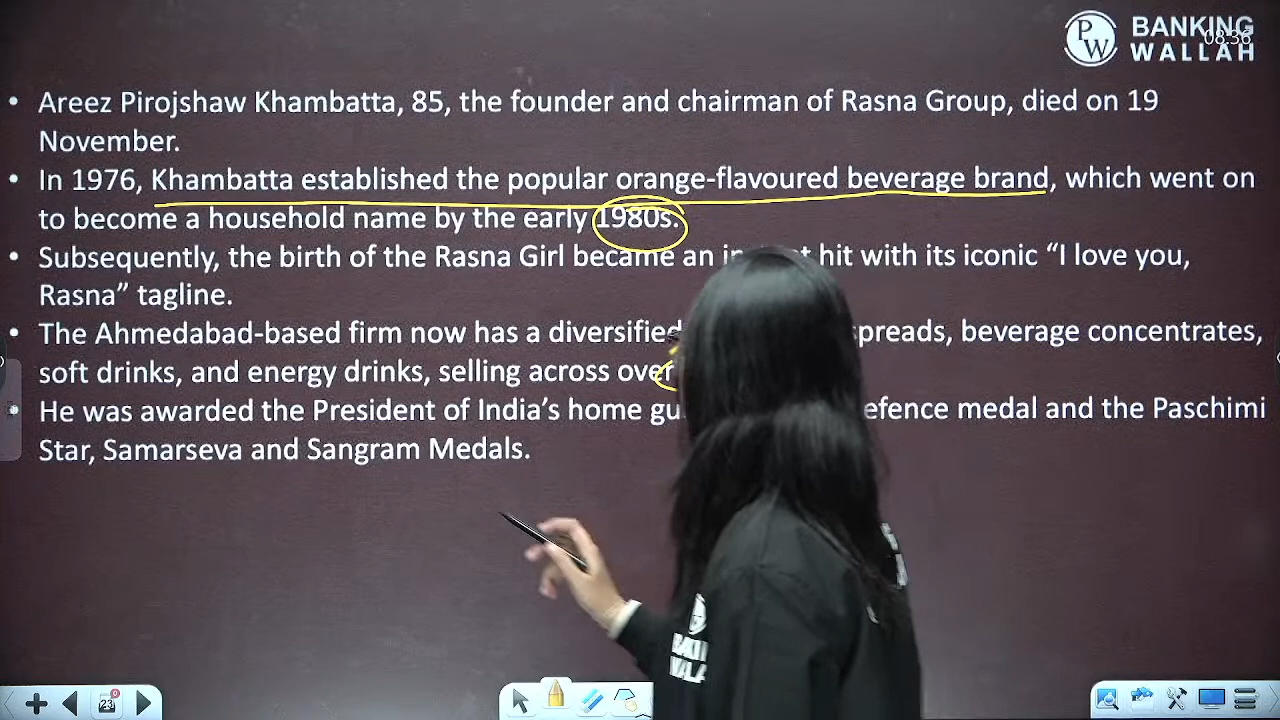 BANKING
WALLAH
PW
08:36
• Areez Pirojshaw Khambatta, 85, the founder and chairman of Rasna Group, died on 19
November.
• In 1976, Khambatta established the popular orange-flavoured beverage brand, which went on
to become a household name by the early 1980s.
• Subsequently, the birth of the Rasna Girl became an hit with its iconic “I love you,
Rasna” tagline.
• The Ahmedabad-based firm now has a diversified spreads, beverage concentrates,
soft drinks, and energy drinks, selling across over
• He was awarded the President of India’s home efence medal and the Paschimi
Star, Samarseva and Sangram Medals.
23